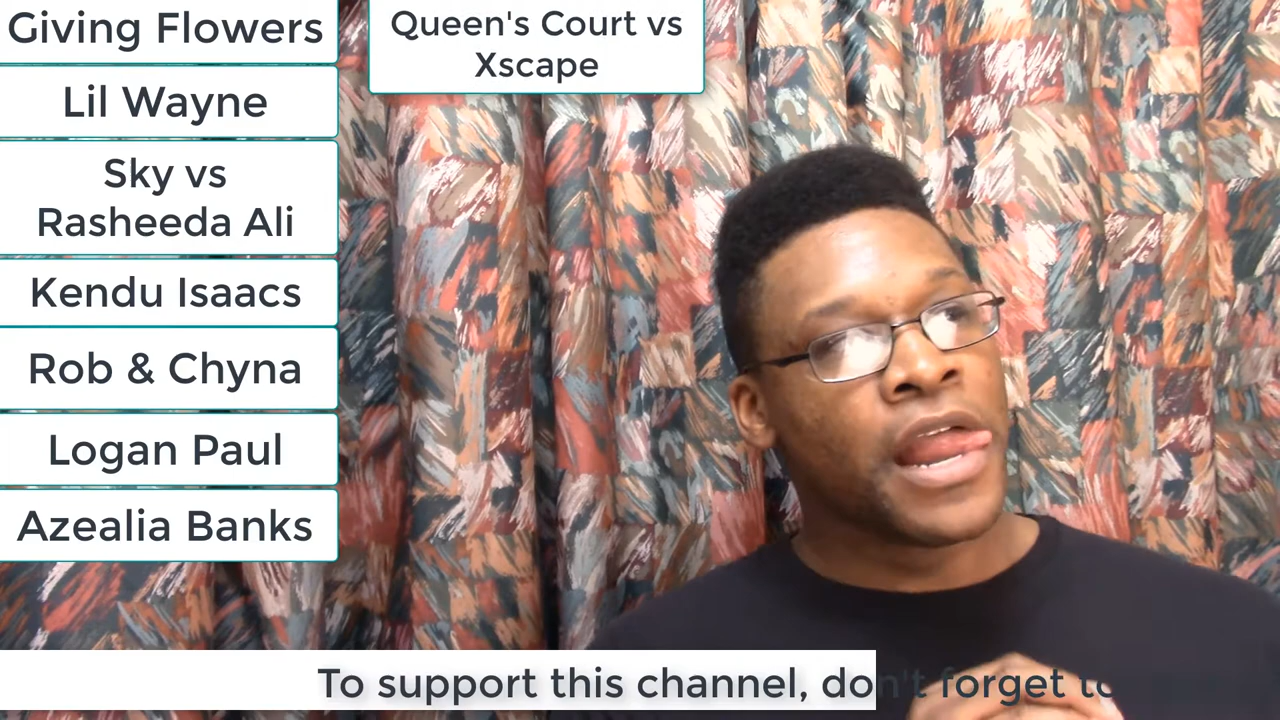 Giving Flowers
Lil Wayne
Sky vs
Rasheeda Ali
Kendu Isaacs
Rob & Chyna
Logan Paul
Azealia Banks
Queen's Court vs
Xscape
To support this channel, don't forget to